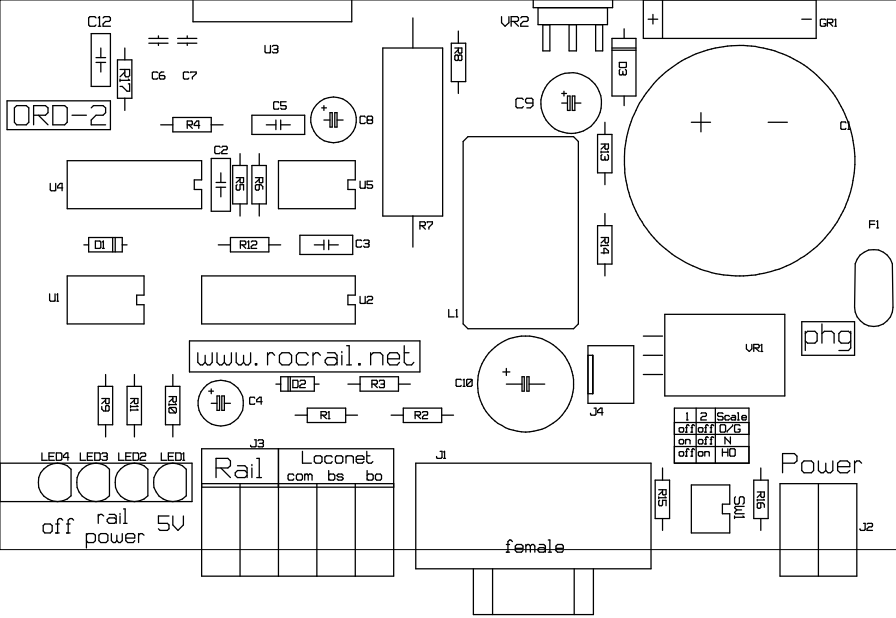 C12
VR2
+ - GR1
U3
C6 C7
R17
R8
D3
ORD-2
R4
C5
+ C8
C9 +
+ - C1
R13
C2
U4
R5
R6
U5
R7
D1
R12
C3
R14
F1
U1
U2
L1
www.rocrail.net
phg
VR1
C10 +
J4
D2
R3
+ C4
R9
R11
R10
R1
R2
1 2 Scale
off off O/G
on off N
off on HO
J3
J1
LED4 LED3 LED2 LED1
Rail
Loconet
com bs bo
Power
R15
SW1
R16
J2
off
rail
power
5V
female